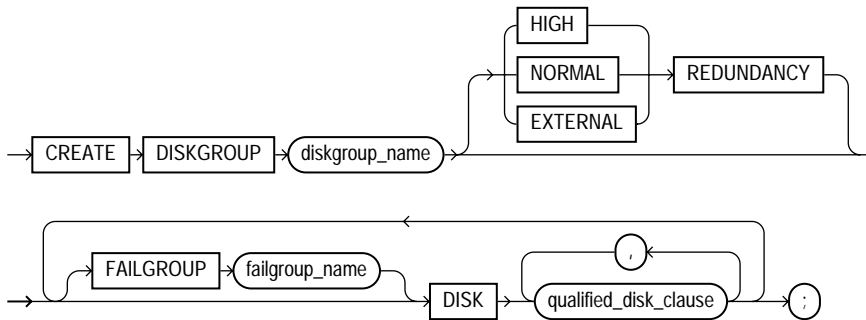 HIGH
NORMAL REDUNDANCY
EXTERNAL
CREATE DISKGROUP diskgroup_name
,
FAILGROUP failgroup_name
DISK qualified_disk_clause ;